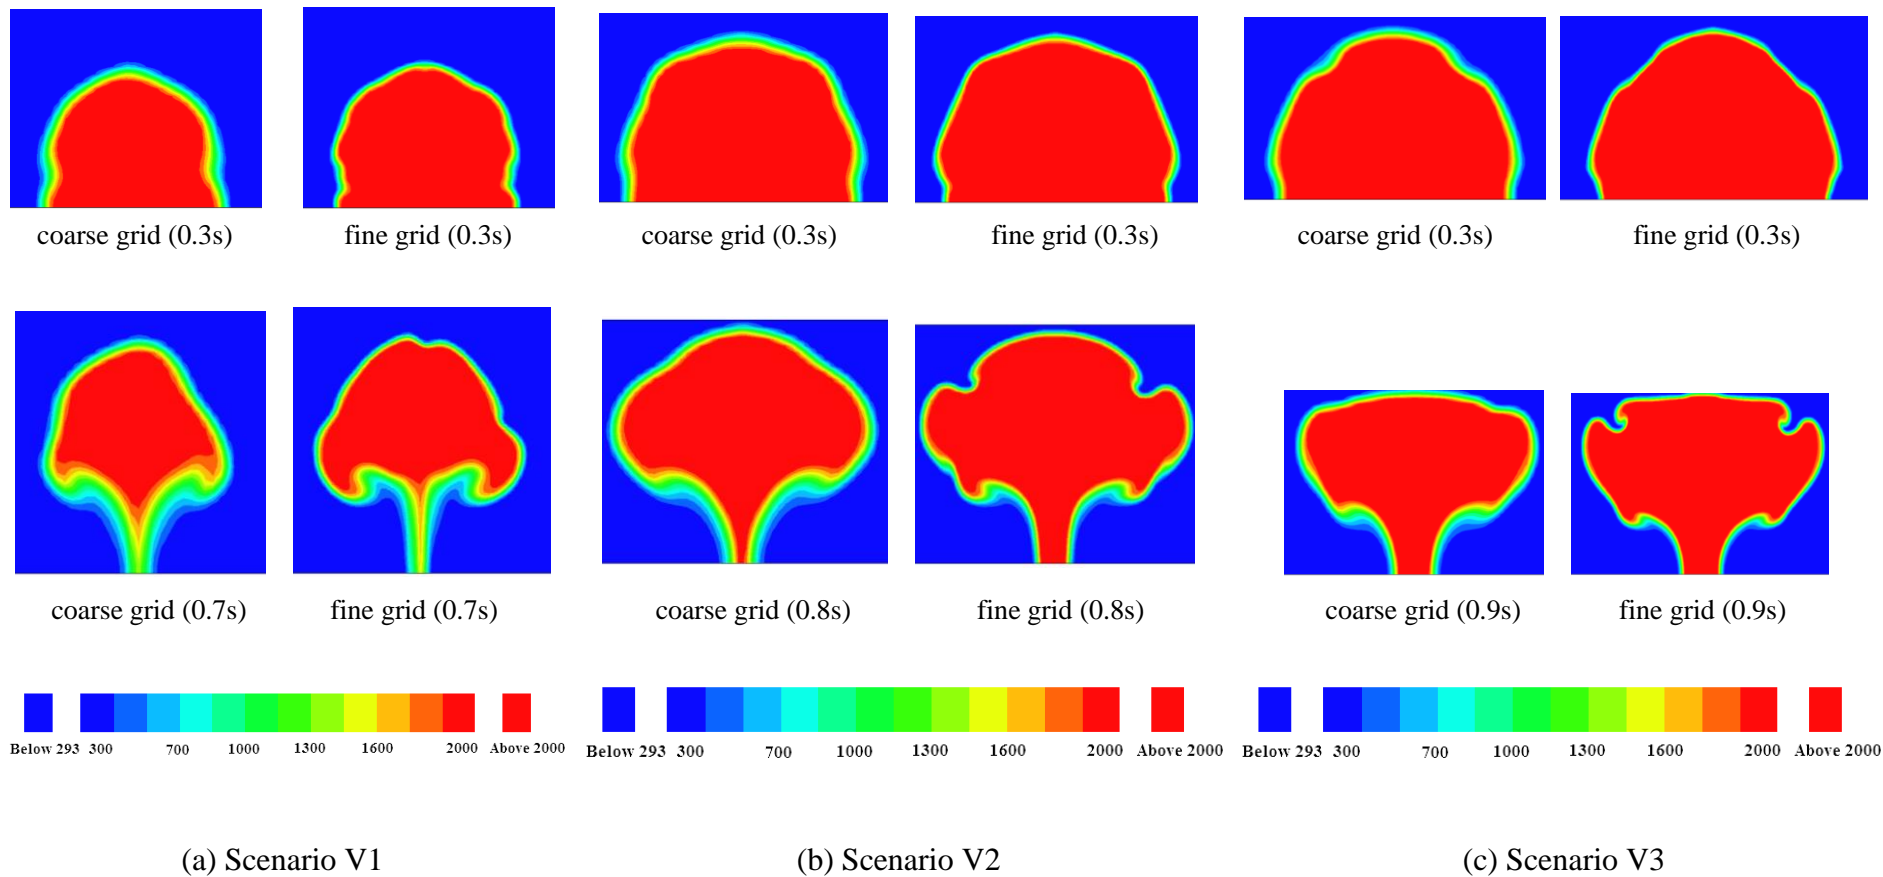 coarse grid (0.3s) fine grid (0.3s) coarse grid (0.3s) fine grid (0.3s) coarse grid (0.3s) fine grid (0.3s)
coarse grid (0.7s) fine grid (0.7s) coarse grid (0.8s) fine grid (0.8s) coarse grid (0.9s) fine grid (0.9s)
Below 293 300 700 1000 1300 1600 2000 Above 2000 Below 293 300 700 1000 1300 1600 2000 Above 2000 Below 293 300 700 1000 1300 1600 2000 Above 2000
(a) Scenario V1 (b) Scenario V2 (c) Scenario V3